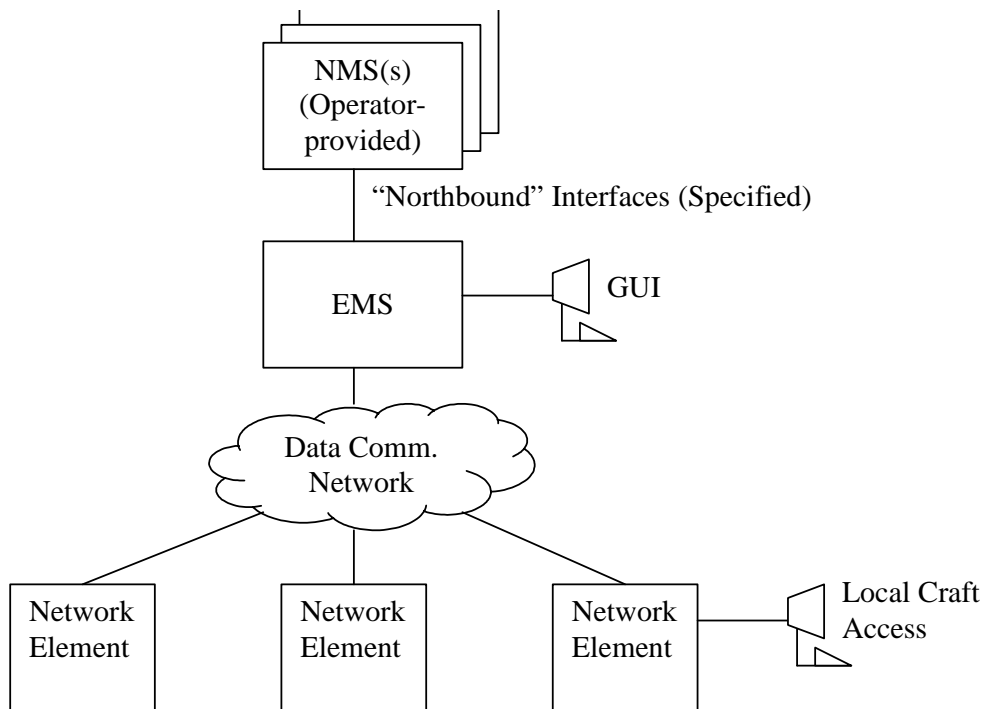 NMS(s)
(Operator-
provided)
“Northbound” Interfaces (Specified)
EMS
GUI
Data Comm.
Network
Network
Element
Network
Element
Network
Element
Local Craft
Access